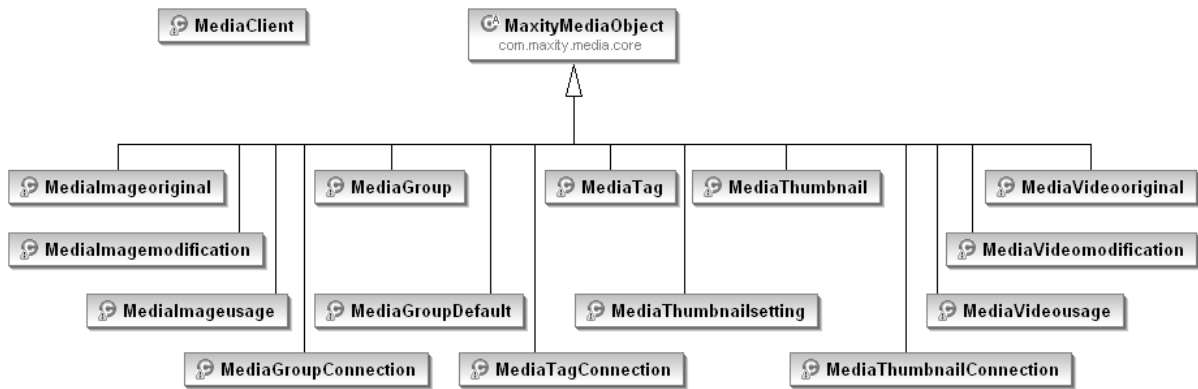 MediaClient
MaxityMediaObject
com.maxity.media.core
MediaImageoriginal
MediaGroup
MediaTag
MediaThumbnail
MediaVideooriginal
MediaImagemodification
MediaVideomodification
MediaImageusage
MediaGroupDefault
MediaThumbnailsetting
MediaVideousage
MediaGroupConnection
MediaTagConnection
MediaThumbnailConnection